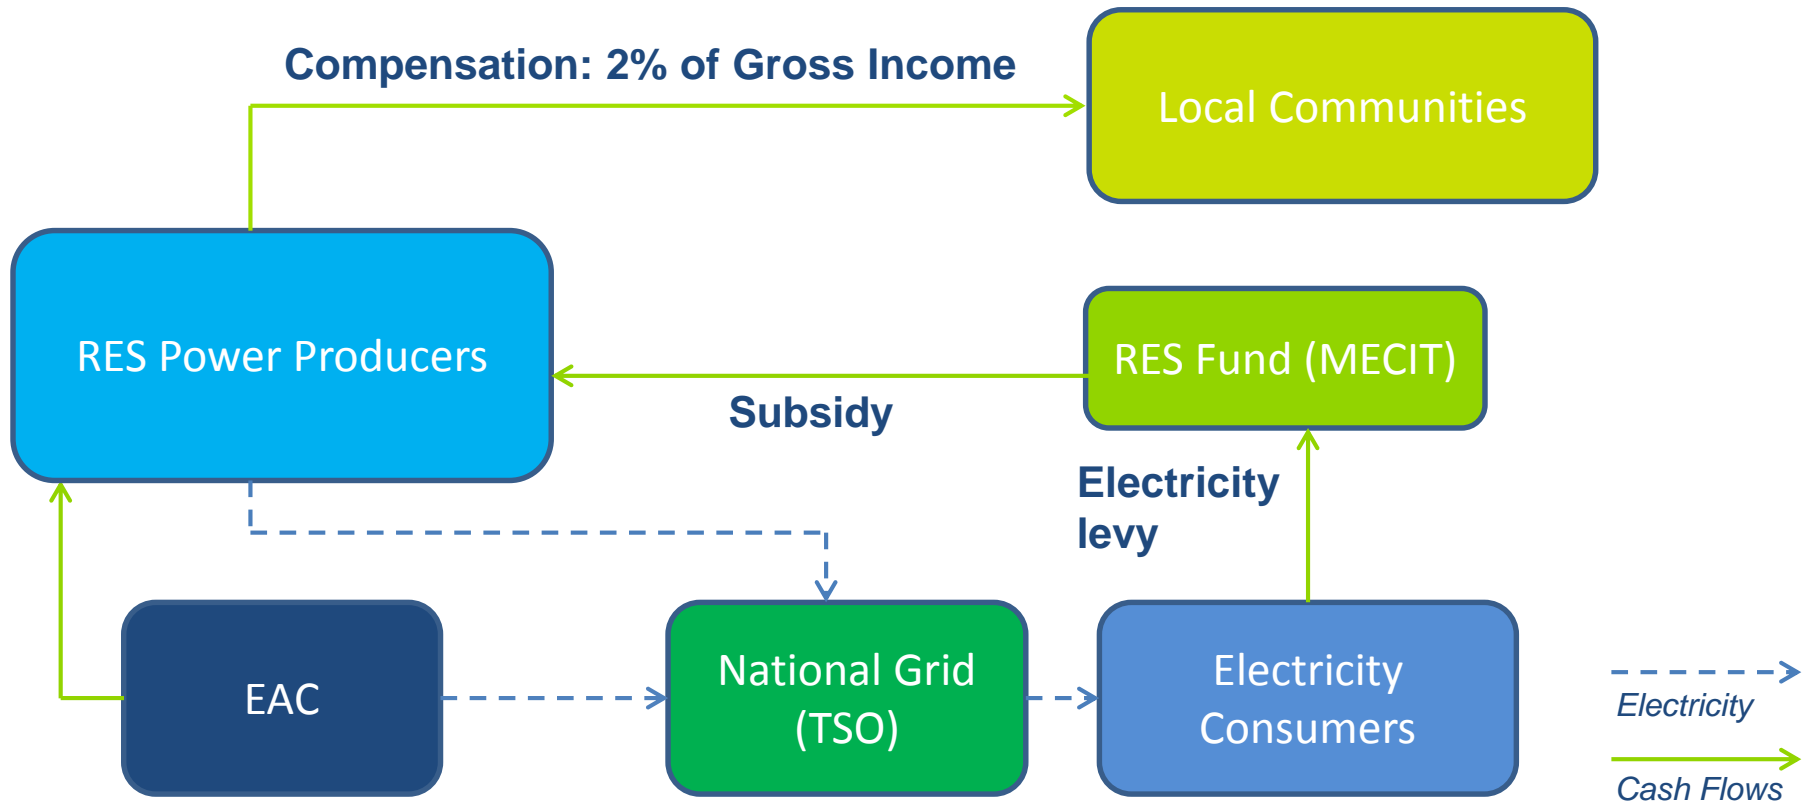 Compensation: 2% of Gross Income
Local Communities
RES Power Producers
RES Fund (MECIT)
Subsidy
Electricity
levy
EAC
National Grid
(TSO)
Electricity
Consumers
Electricity
Cash Flows